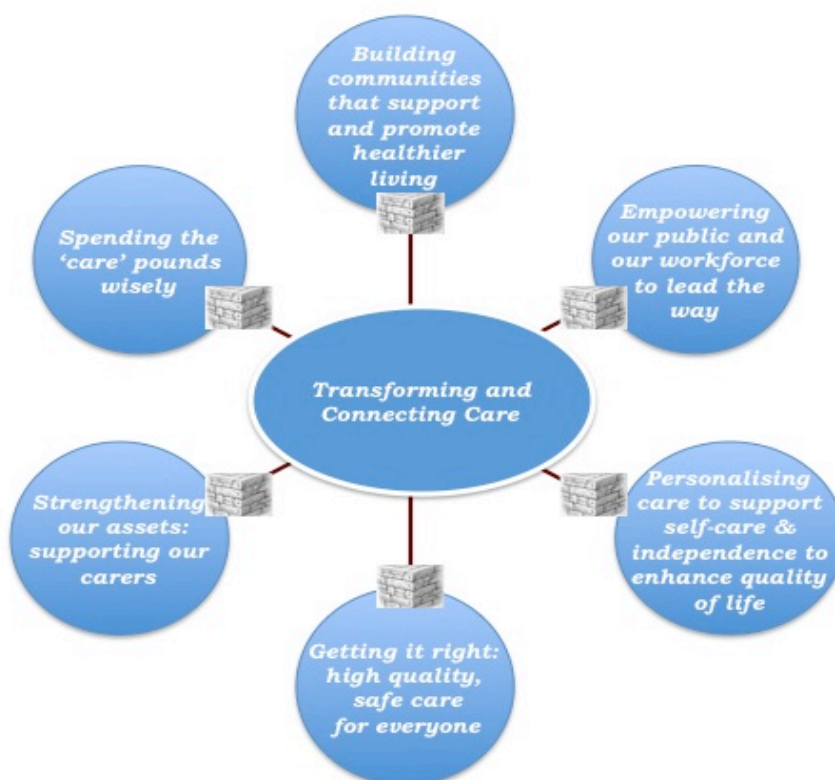 Building
communities
that support
and promote
healthier
living
Spending the
‘care’ pounds
wisely
Empowering
our public and
our workforce
to lead the
way
Transforming and
Connecting Care
Strengthening
our assets:
supporting our
carers
Personalising
care to support
self-care &
independence to
enhance quality
of life
Getting it right:
high quality,
safe care
for everyone